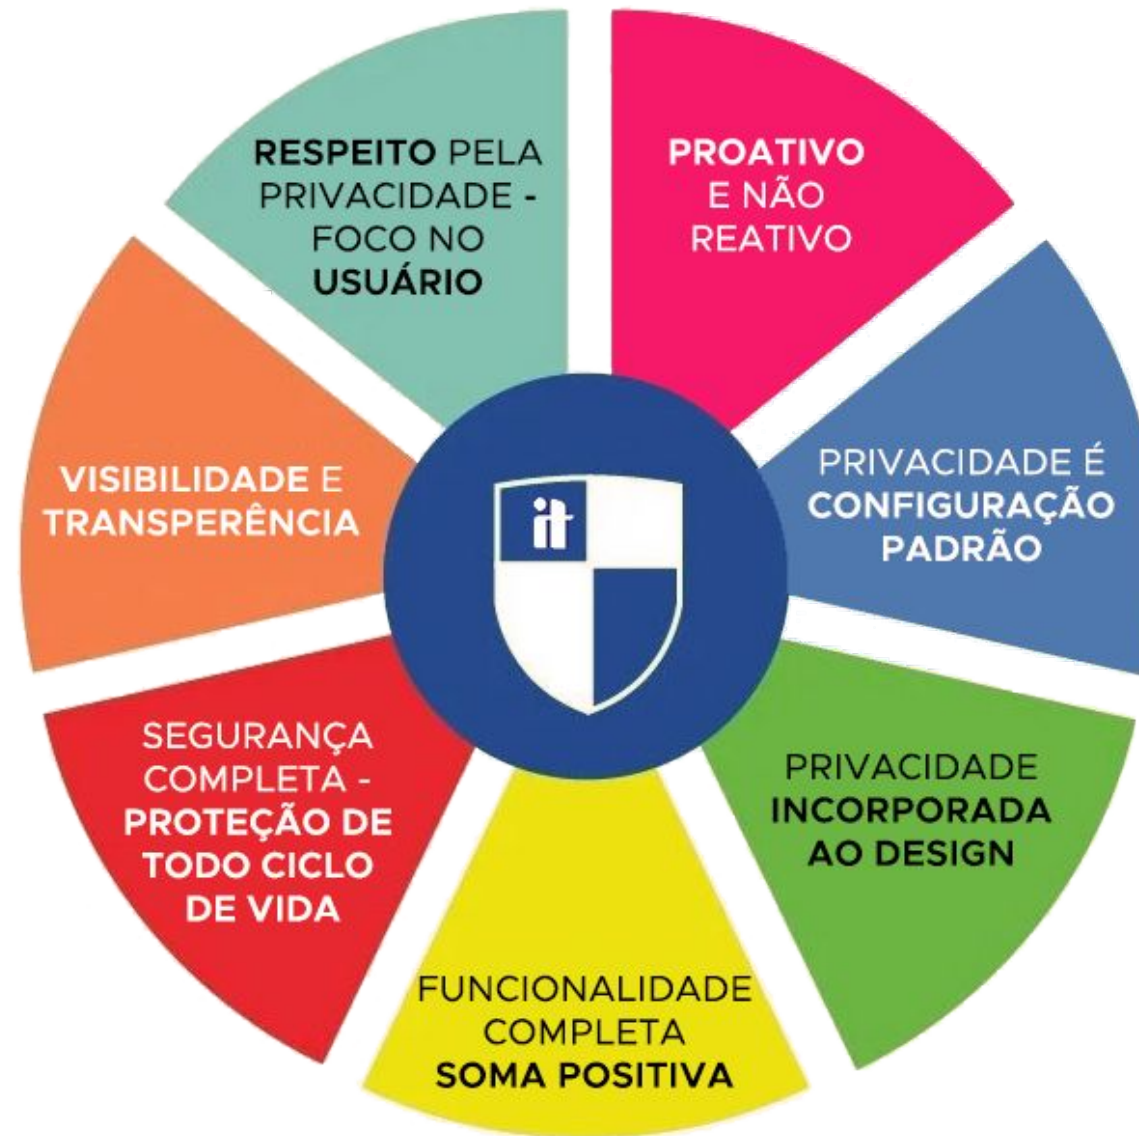 RESPEITO PELA
PRIVACIDADE -
FOCO NO
USUÁRIO
PROATIVO
E NÃO
REATIVO
VISIBILIDADE E
TRANSPERÊNCIA
PRIVACIDADE É
CONFIGURAÇÃO
PADRÃO
it
SEGURANÇA
COMPLETA -
PROTEÇÃO DE
TODO CICLO
DE VIDA
PRIVACIDADE
INCORPORADA
AO DESIGN
FUNCIONALIDADE
COMPLETA
SOMA POSITIVA